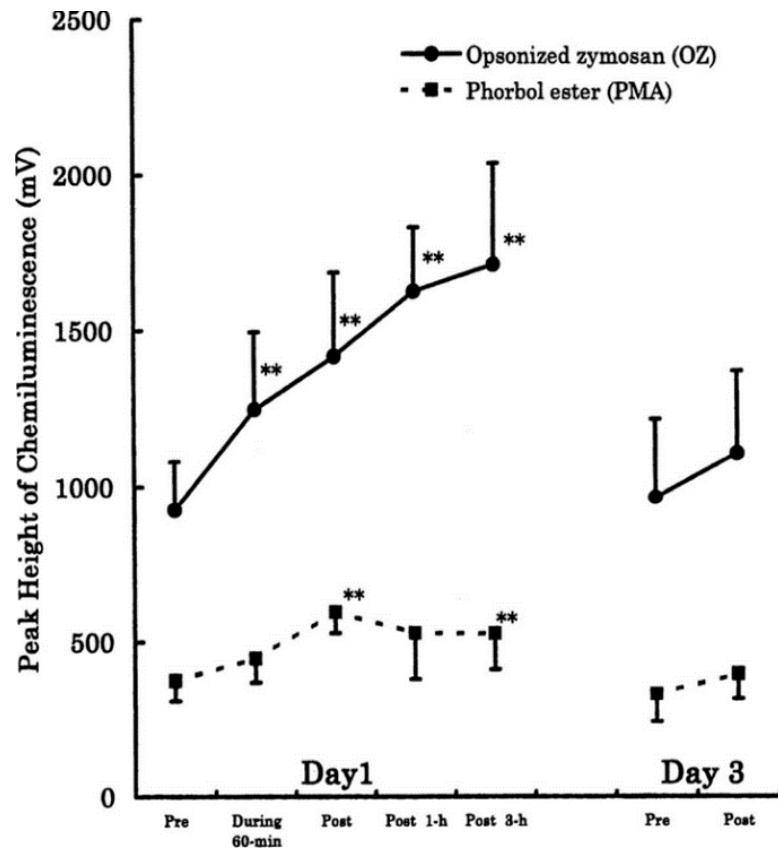 2500
Opsonized zymosan (OZ)
Phorbol ester (PMA)
Peak Height of Chemiluminescence (mV)
2000
**
**
**
1500
**
**
1000
**
500
**
Day1
Day 3
0
Pre
During
60-min
Post
Post 1-h
Post 3-h
Pre
Post